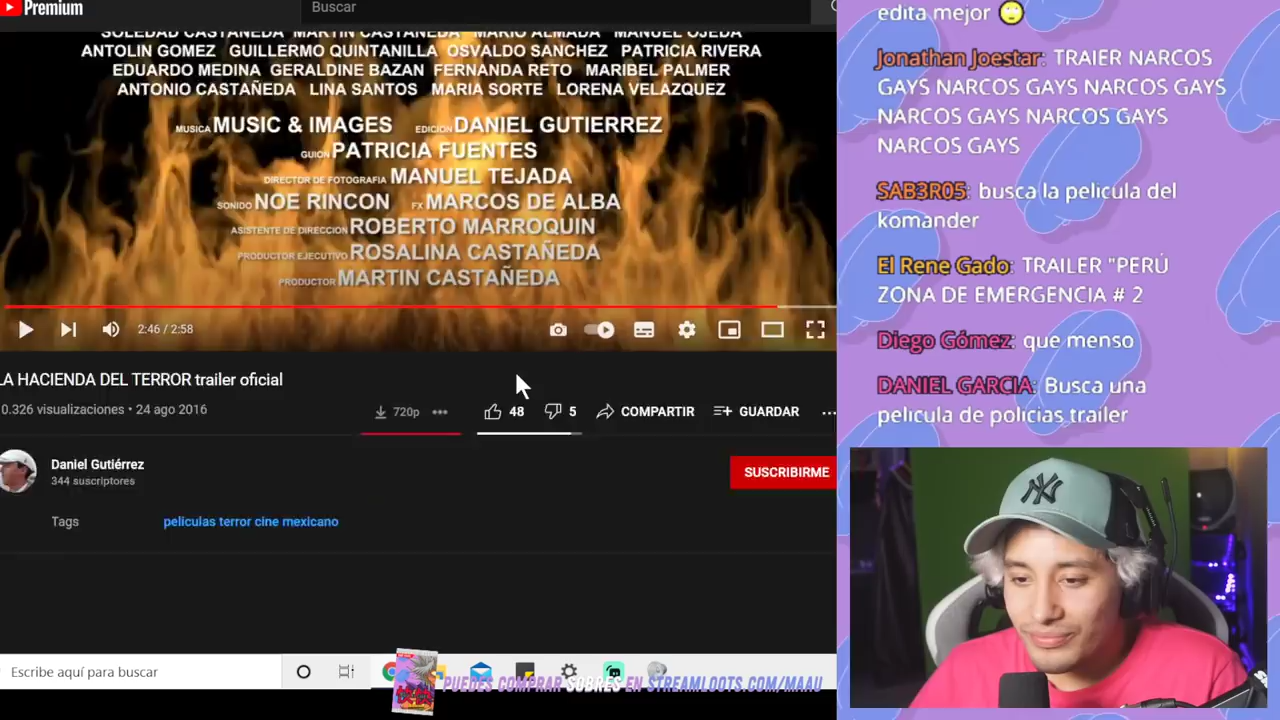 Premium
Buscar
SOLEDAD CASTAÑEDA MARTIN CASTAÑEDA MARIO ALMADA MANUEL OJEDA
ANTOLIN GOMEZ GUILLERMO QUINTANILLA OSVALDO SANCHEZ PATRICIA RIVERA
EDUARDO MEDINA GERALDINE BAZAN FERNANDA RETO MARIBEL PALMER
ANTONIO CASTAÑEDA LINA SANTOS MARIA SORTE LORENA VELAZQUEZ
MUSICA MUSIC & IMAGES EDICION DANIEL GUTIERREZ
GUIÓN PATRICIA FUENTES
DIRECTOR DE FOTOGRAFIA MANUEL TEJADA
SONIDO NOE RINCON FX MARCOS DE ALBA
ASISTENTE DE DIRECCION ROBERTO MARROQUIN
PRODUCTOR EJECUTIVO ROSALINA CASTAÑEDA
PRODUCTOR MARTIN CASTAÑEDA
2:46 / 2:58
LA HACIENDA DEL TERROR trailer oficial
0.326 visualizaciones • 24 ago 2016
720p
48
5
COMPARTIR
GUARDAR
Daniel Gutiérrez
344 suscriptores
SUSCRIBIRME
Tags
peliculas terror cine mexicano
Escribe aquí para buscar
PUEDES COMPRAR SOBRES EN STREAMLOOTS.COM/MAAU
edita mejor
Jonathan Joestar: TRAIER NARCOS
GAYS NARCOS GAYS NARCOS GAYS
NARCOS GAYS NARCOS GAYS
NARCOS GAYS
SAB3R05: busca la pelicula del
komander
El Rene Gado: TRAILER "PERÚ
ZONA DE EMERGENCIA # 2
Diego Gómez: que menso
DANIEL GARCIA: Busca una
pelicula de policias trailer
NY